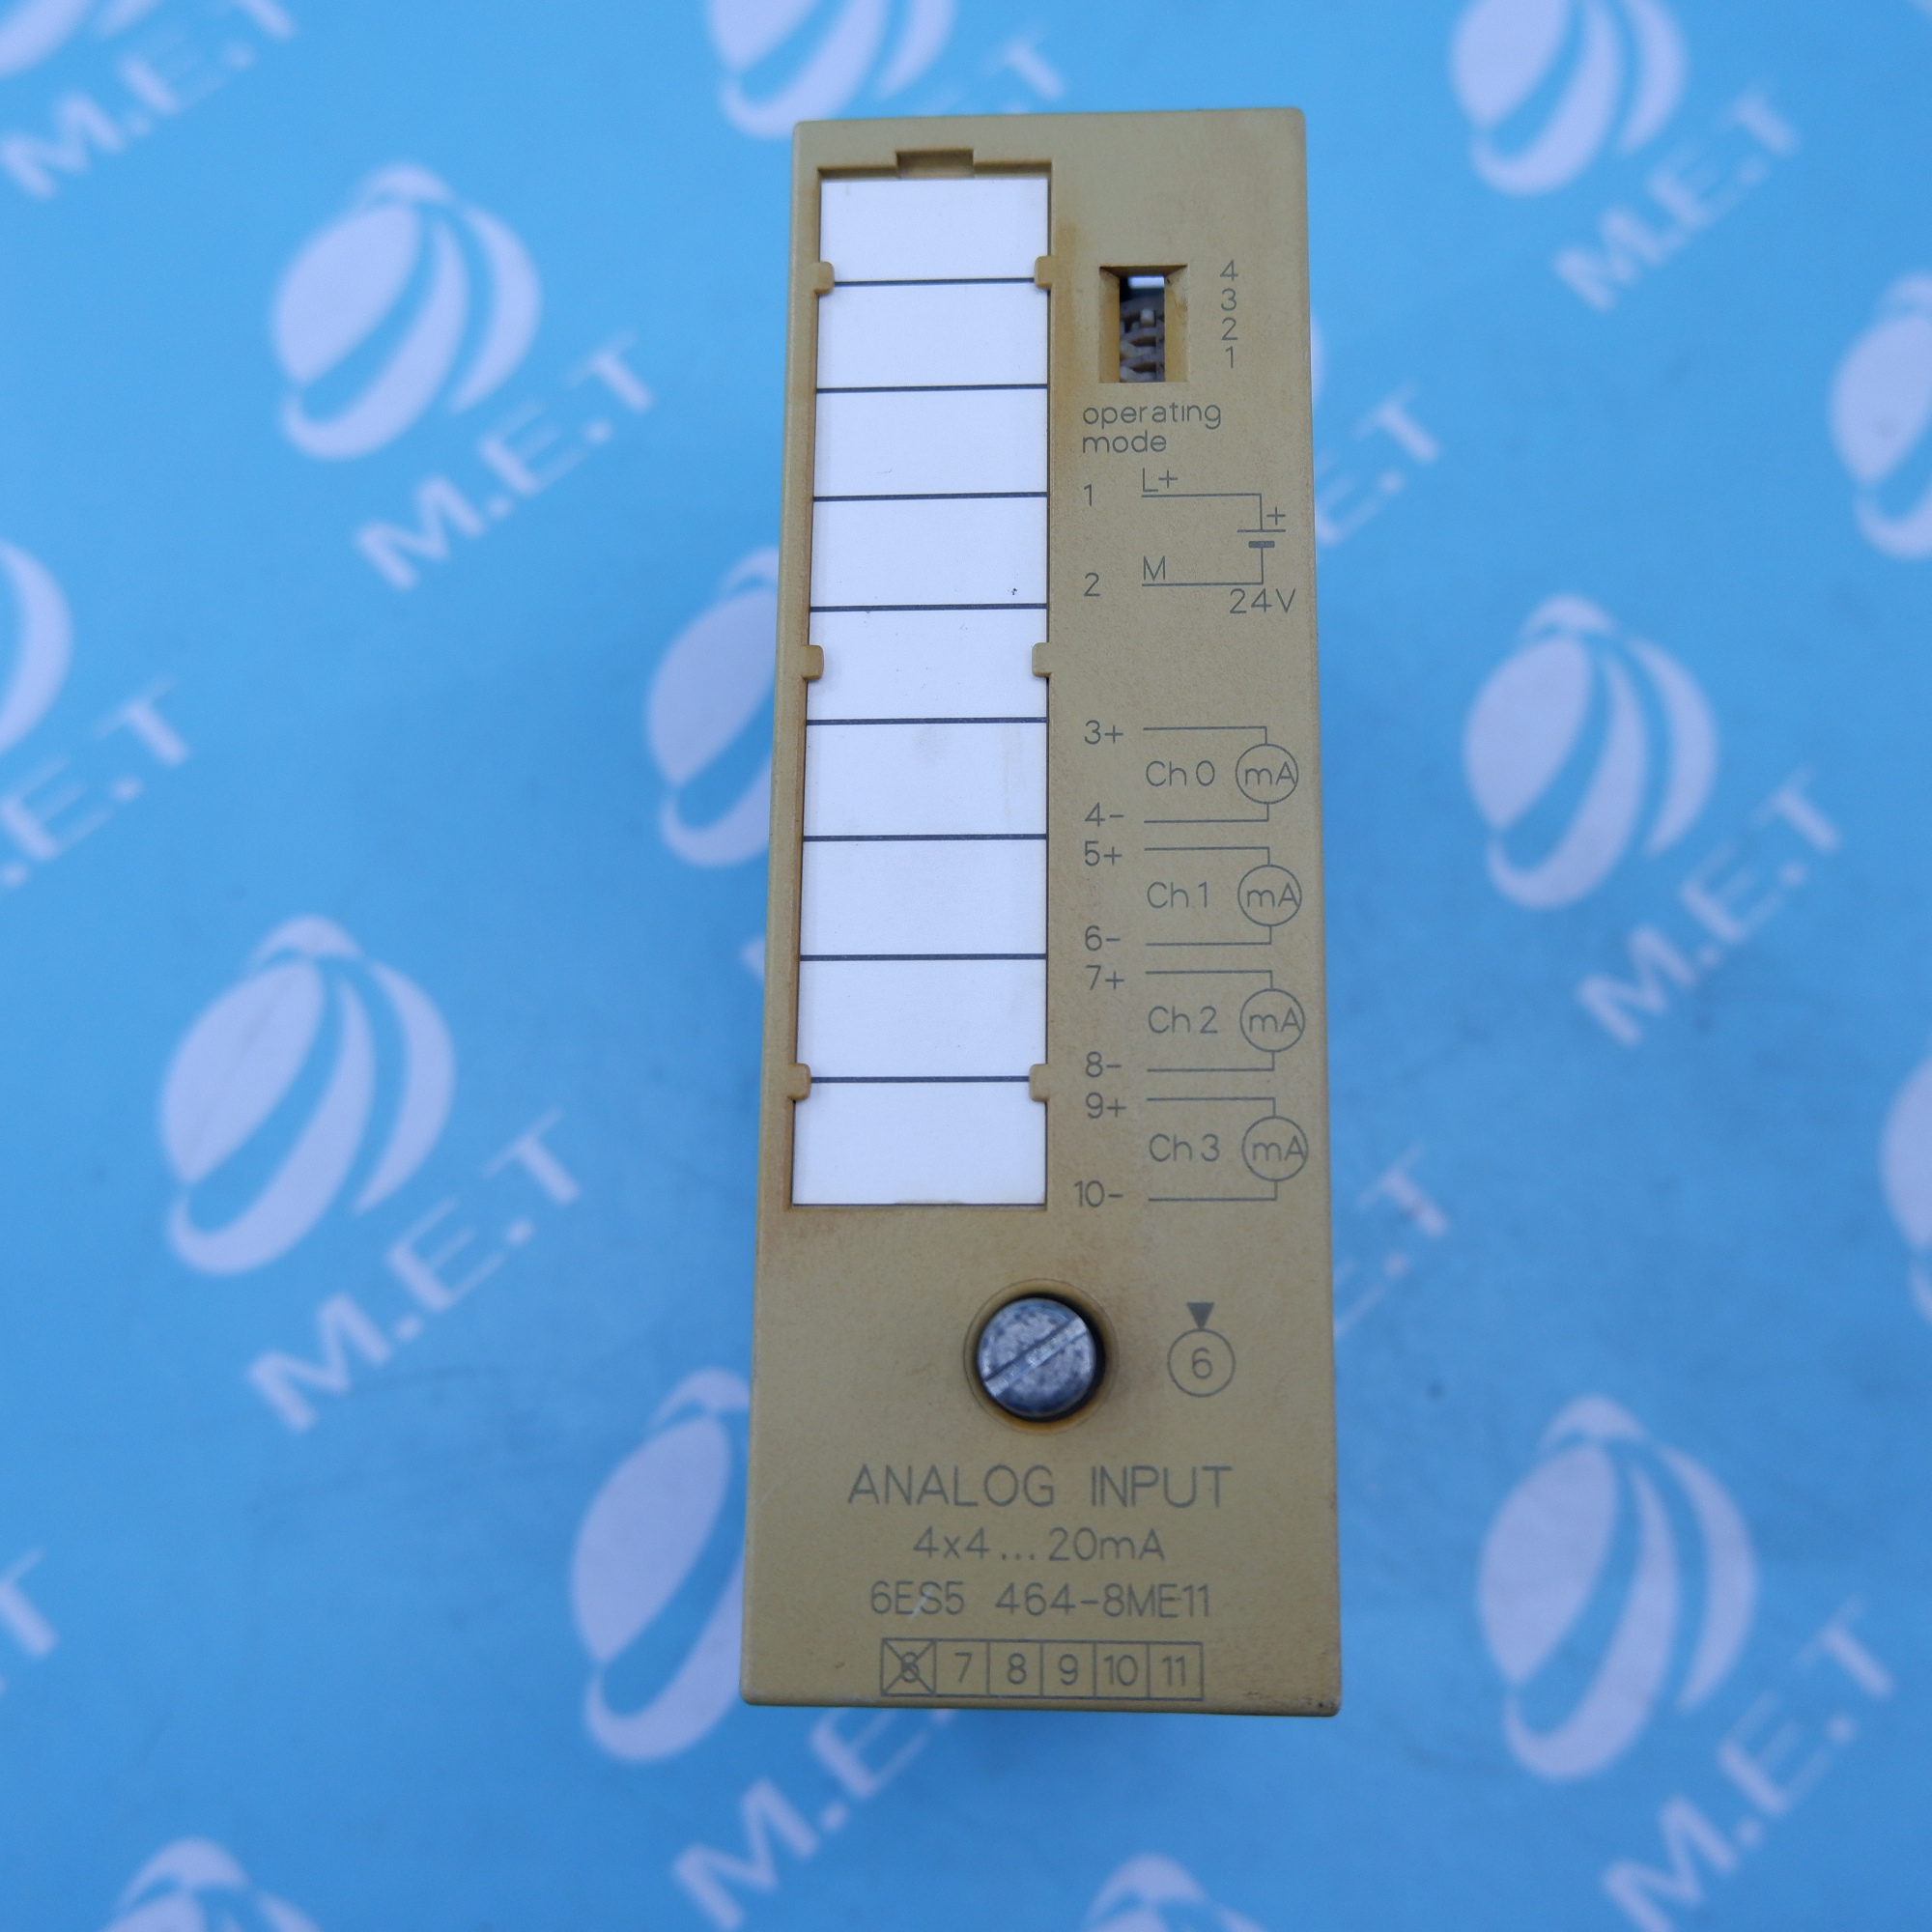 4
3
2
1
operating
mode
1 L+
+
2 M
24V
3+
Ch 0 mA
4-
5+
Ch 1 mA
6-
7+
Ch 2 mA
8-
9+
Ch 3 mA
10-
6
ANALOG INPUT
4x4...20mA
6ES5 464-8ME11
6 7 8 9 10 11
M.E.T
M.E.T
M.E.T
M.E.T
M.E.T
M.E.T
M.E.T
M.E.T
M.E.T